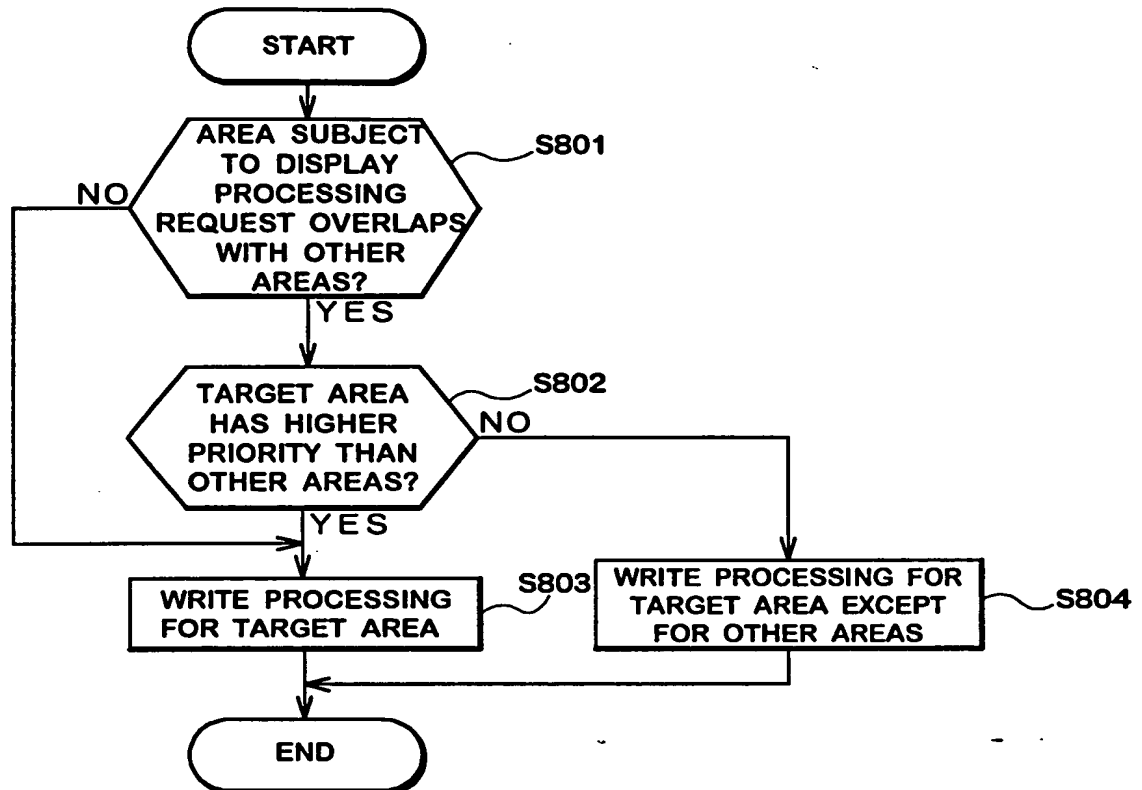 START
AREA SUBJECT
TO DISPLAY
PROCESSING
REQUEST OVERLAPS
WITH OTHER
AREAS?
S801
NO
YES
TARGET AREA
HAS HIGHER
PRIORITY THAN
OTHER AREAS?
S802
NO
YES
WRITE PROCESSING
FOR TARGET AREA
S803
WRITE PROCESSING FOR
TARGET AREA EXCEPT
FOR OTHER AREAS
S804
END